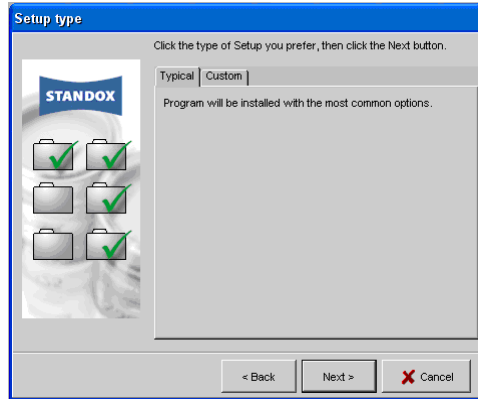 Setup type
Click the type of Setup you prefer, then click the Next button.
Typical Custom
STANDOX
Program will be installed with the most common options.
< Back Next > Cancel